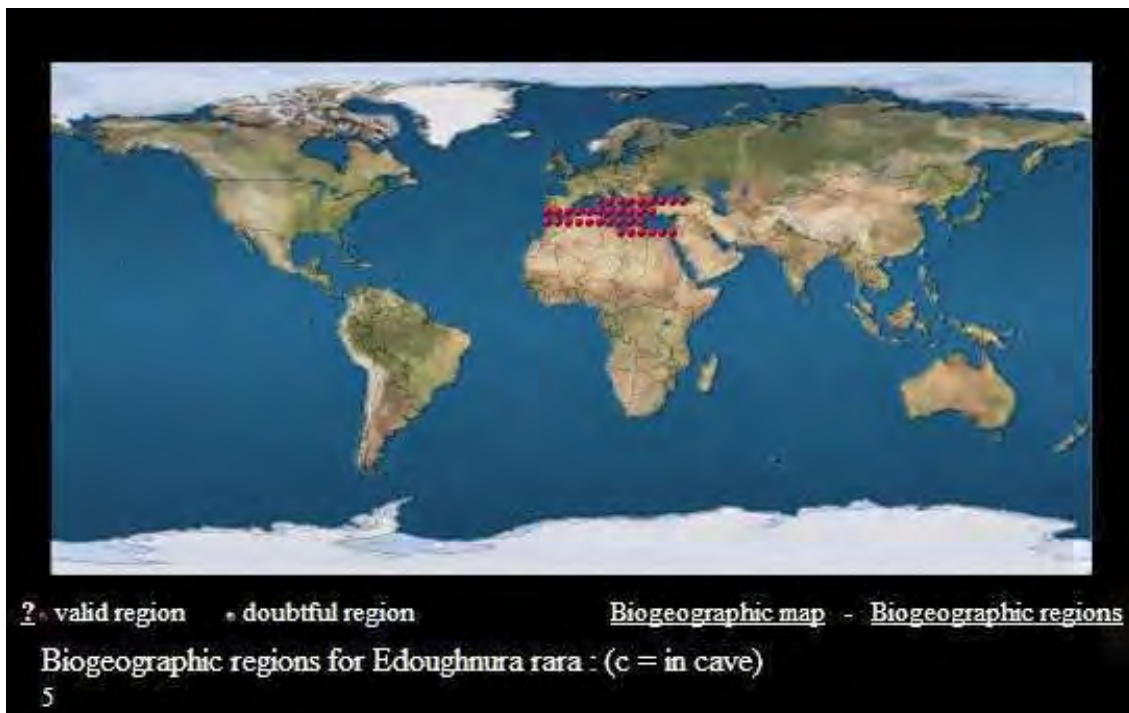 ? valid region doubtful region Biogeographic map - Biogeographic regions
Biogeographic regions for Edoughnura rara : (c = in cave)
5